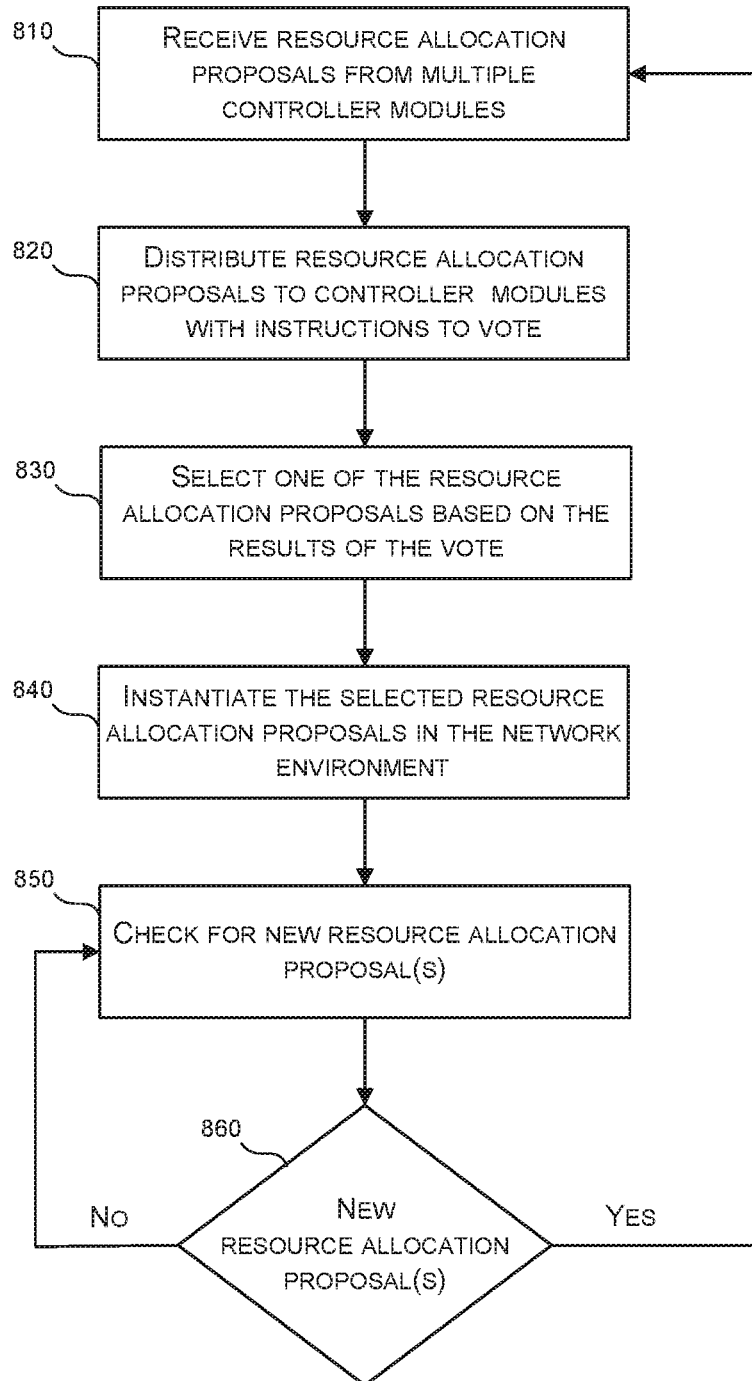 810
RECEIVE RESOURCE ALLOCATION
PROPOSALS FROM MULTIPLE
CONTROLLER MODULES
820
DISTRIBUTE RESOURCE ALLOCATION
PROPOSALS TO CONTROLLER MODULES
WITH INSTRUCTIONS TO VOTE
830
SELECT ONE OF THE RESOURCE
ALLOCATION PROPOSALS BASED ON THE
RESULTS OF THE VOTE
840
INSTANTIATE THE SELECTED RESOURCE
ALLOCATION PROPOSALS IN THE NETWORK
ENVIRONMENT
850
CHECK FOR NEW RESOURCE ALLOCATION
PROPOSAL(S)
860
NO
NEW
RESOURCE ALLOCATION
PROPOSAL(S)
YES